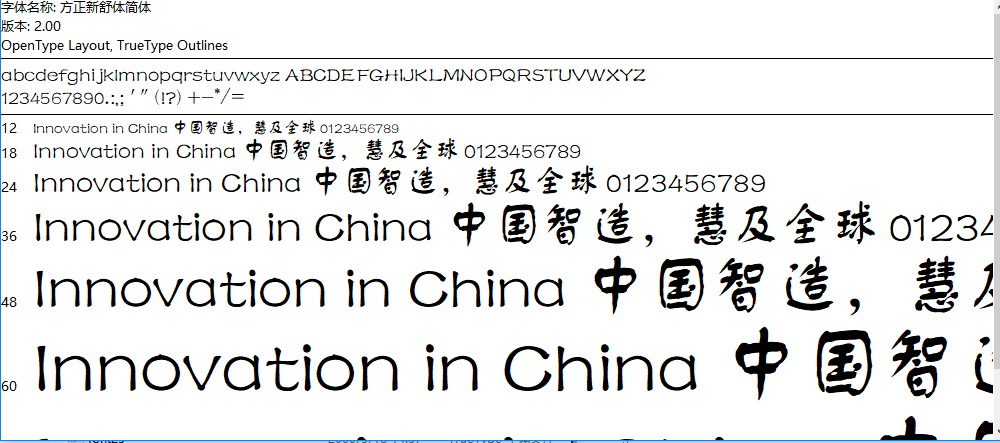 字体名称: 方正新舒体简体
版本: 2.00
OpenType Layout, TrueType Outlines
abcdefghijklmnopqrstuvwxyz ABCDEFGHIJKLMNOPQRSTUVWXYZ
1234567890.:,; ' " (!?) +-*/=
12 Innovation in China 中国智造，慧及全球 0123456789
18 Innovation in China 中国智造，慧及全球 0123456789
24 Innovation in China 中国智造，慧及全球 0123456789
36 Innovation in China 中国智造，慧及全球 01234
48 Innovation in China 中国智造，慧
60 Innovation in China 中国智